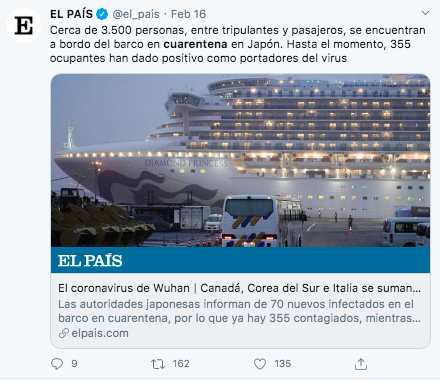 EL PAÍS @el_pais · Feb 16
Cerca de 3.500 personas, entre tripulantes y pasajeros, se encuentran
a bordo del barco en cuarentena en Japón. Hasta el momento, 355
ocupantes han dado positivo como portadores del virus
DIAMOND PRINCESS
EL PAÍS
El coronavirus de Wuhan | Canadá, Corea del Sur e Italia se suman...
Las autoridades japonesas informan de 70 nuevos infectados en el
barco en cuarentena, por lo que ya hay 355 contagiados, mientras...
elpais.com
9 162 135